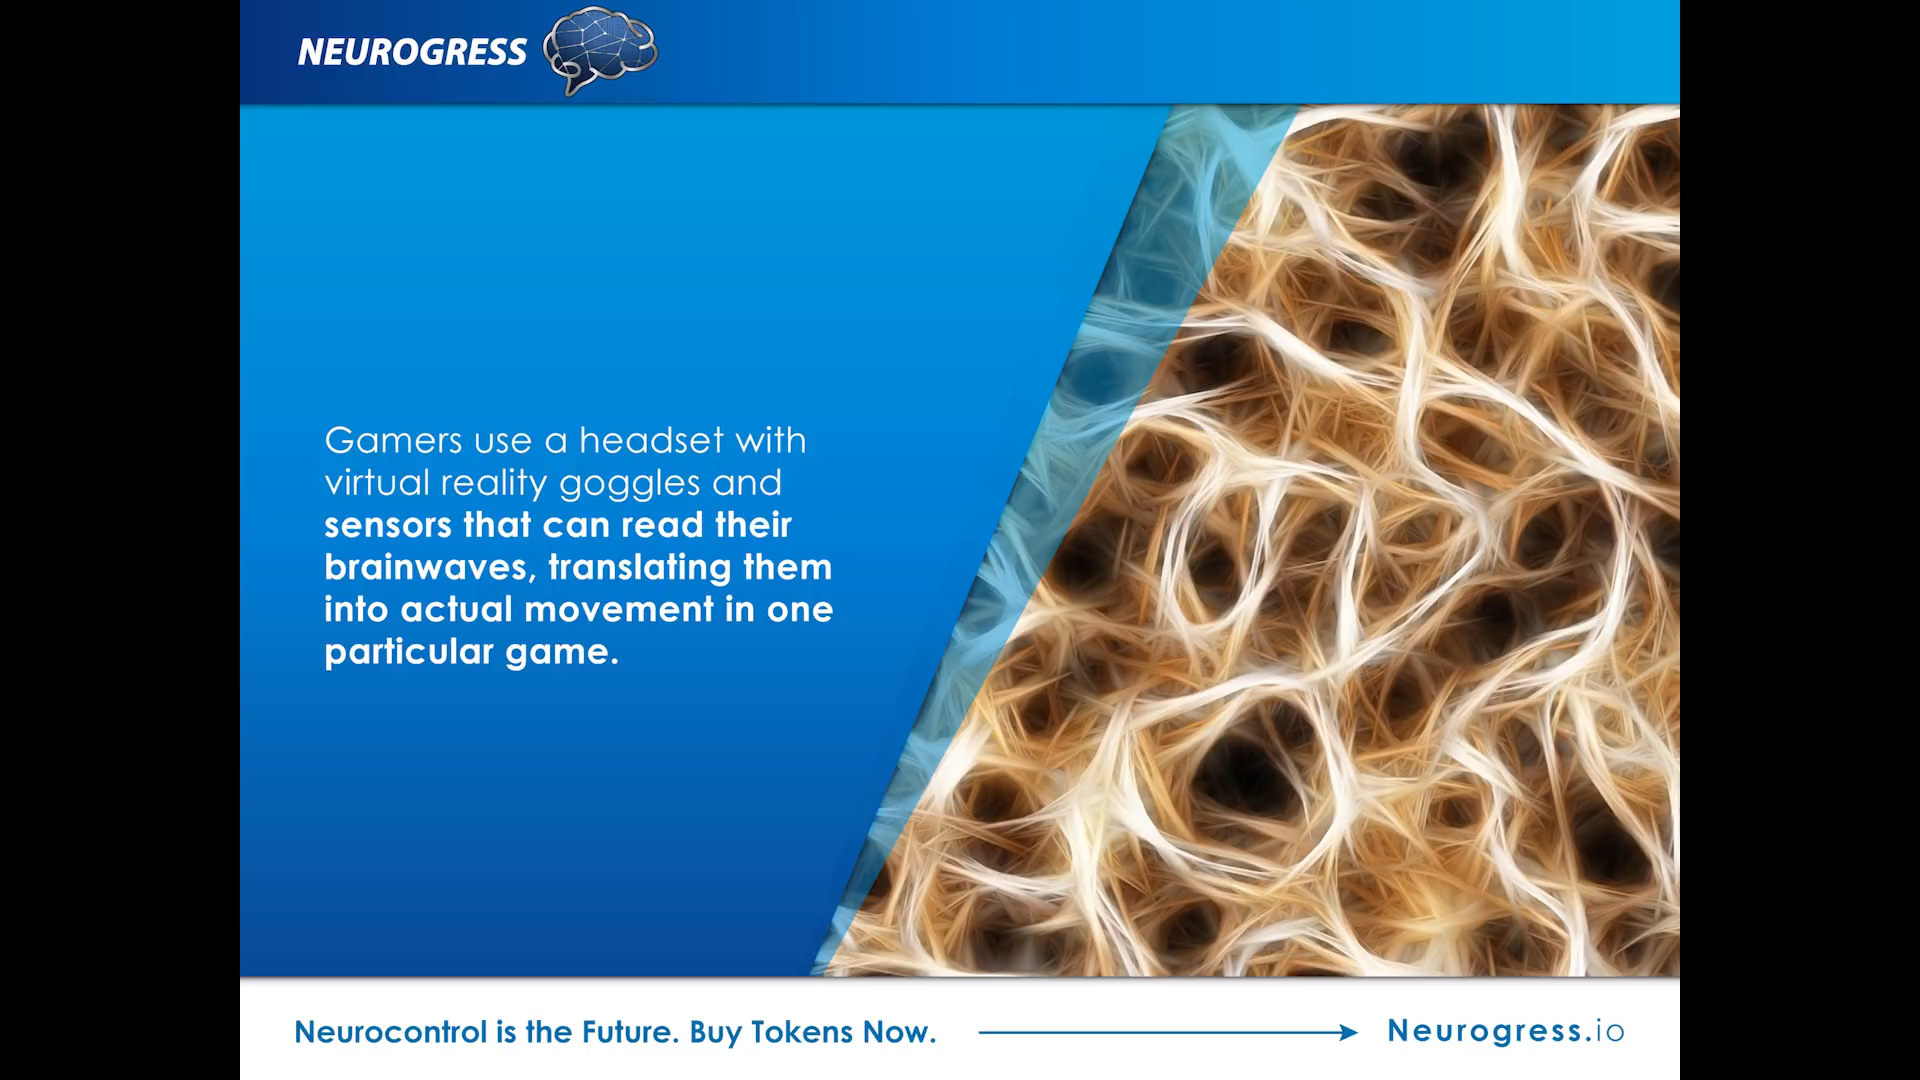 NEUROGRESS
Gamers use a headset with
virtual reality goggles and
sensors that can read their
brainwaves, translating them
into actual movement in one
particular game.
Neurocontrol is the Future. Buy Tokens Now.
Neurogress.io